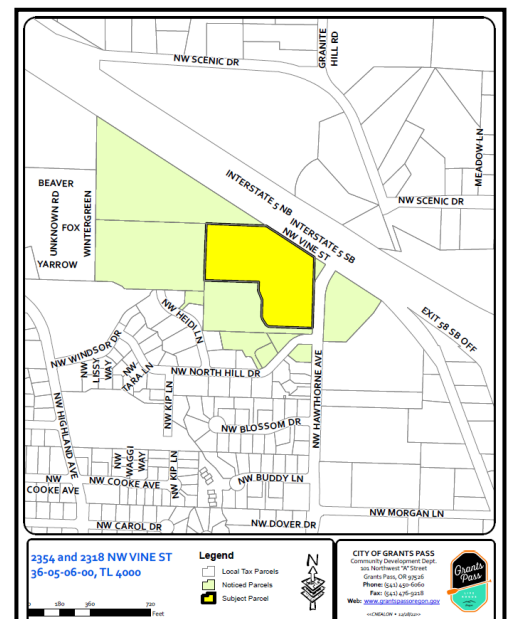 GRANITE
HILL RD
NW SCENIC DR
MEADOW LN
INTERSTATE 5 NB
BEAVER
NW SCENIC DR
UNKNOWN RD
WINTERGREEN
INTERSTATE 5 SB
FOX
NW VINE ST
YARROW
EXIT 58 SB OFF
NW HEIDI LN
NW WINDSOR DR
NW
LISSY
WAY
NW
TARA LN
NW NORTH HILL DR
NW HAWTHORNE AVE
NW KIP LN
NW HIGHLAND AVE
NW BLOSSOM DR
NW
WAGGI
WAY
NW KIP LN
NW
COOKE AVE
NW COOKE AVE
NW BUDDY LN
NW MORGAN LN
NW CAROL DR
NW DOVER DR
2354 and 2318 NW VINE ST
36-05-06-00, TL 4000
0 180 360 720
Feet
Legend
Local Tax Parcels
Noticed Parcels
Subject Parcel
N
CITY OF GRANTS PASS
Community Development Dept.
101 Northwest "A" Street
Grants Pass, OR 97526
Phone: (541) 450-6060
Fax: (541) 476-9218
Web: www.grantspassoregon.gov
Grants
Pass